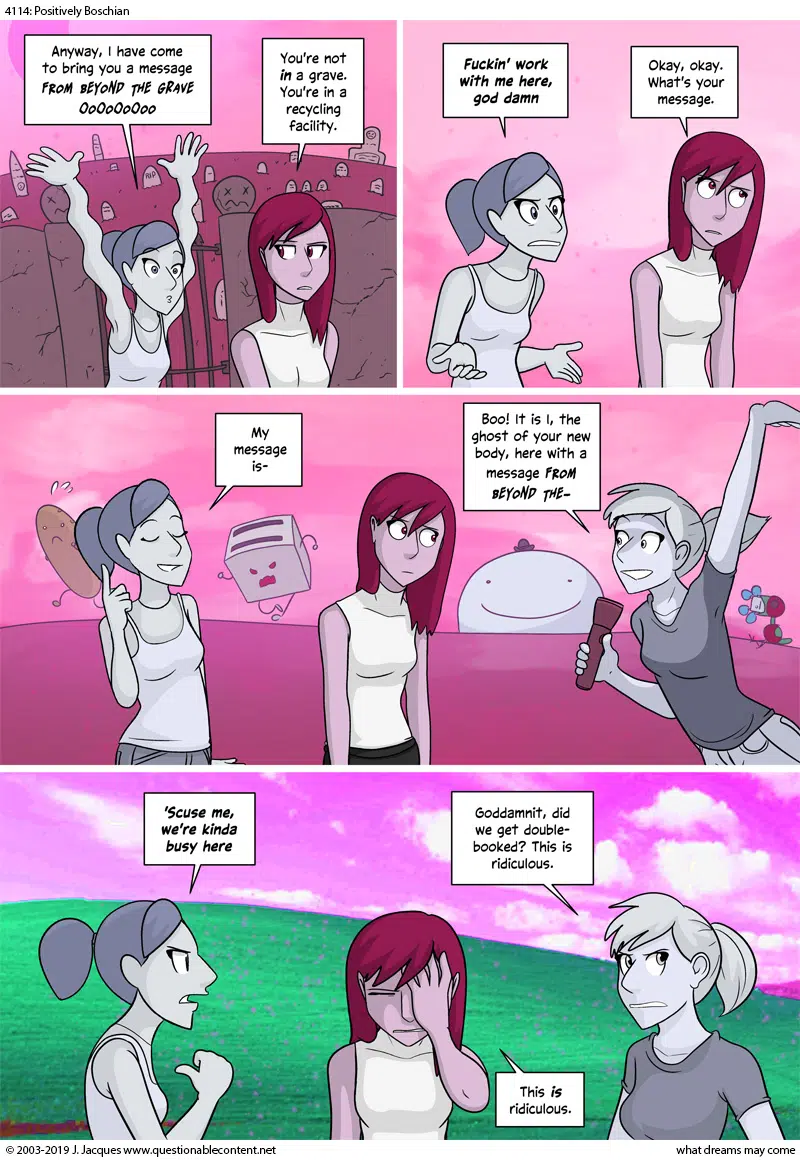 4114: Positively Boschian
Anyway, I have come
to bring you a message
FROM BEYOND THE GRAVE
OoOoOoOoo
You're not
in a grave.
You're in a
recycling
facility.
RIP
Fuckin' work
with me here,
god damn
Okay, okay.
What's your
message.
My
message
is-
Boo! It is I, the
ghost of your new
body, here with a
message FROM
BEYOND THE-
'Scuse me,
we're kinda
busy here
Goddamnit, did
we get double-
booked? This is
ridiculous.
This is
ridiculous.
© 2003-2019 J. Jacques www.questionablecontent.net
what dreams may come